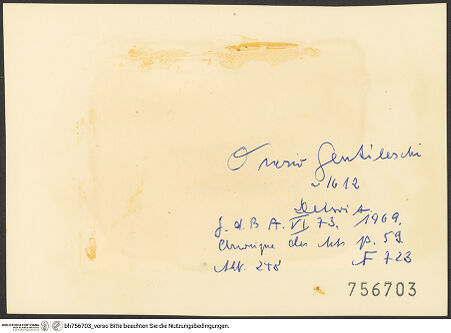 Orazio Gentileschi
~ 1612
Detroit.
G. d. B A. VI 73, 1969.
Chronique des Arts p. 59
Abb. 248 F 723
756703
bh756703_verso Bitte beachten Sie die Nutzungsbedingungen.